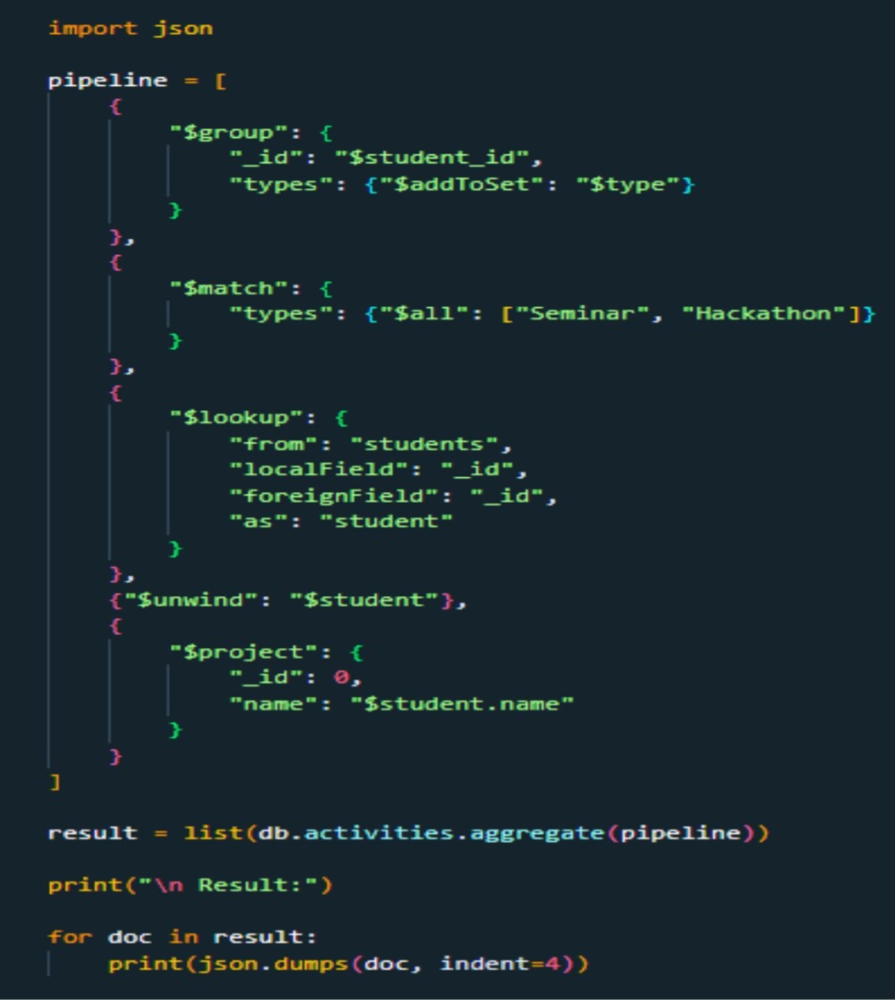 import json
pipeline = [
{
"$group": {
"_id": "$student_id",
"types": {"$addToSet": "$type"}
}
},
{
"$match": {
"types": {"$all": ["Seminar", "Hackathon"]}
}
},
{
"$lookup": {
"from": "students",
"localField": "_id",
"foreignField": "_id",
"as": "student"
}
},
{"$unwind": "$student"},
{
"$project": {
"_id": 0,
"name": "$student.name"
}
}
]
result = list(db.activities.aggregate(pipeline))
print("\n Result:")
for doc in result:
print(json.dumps(doc, indent=4))